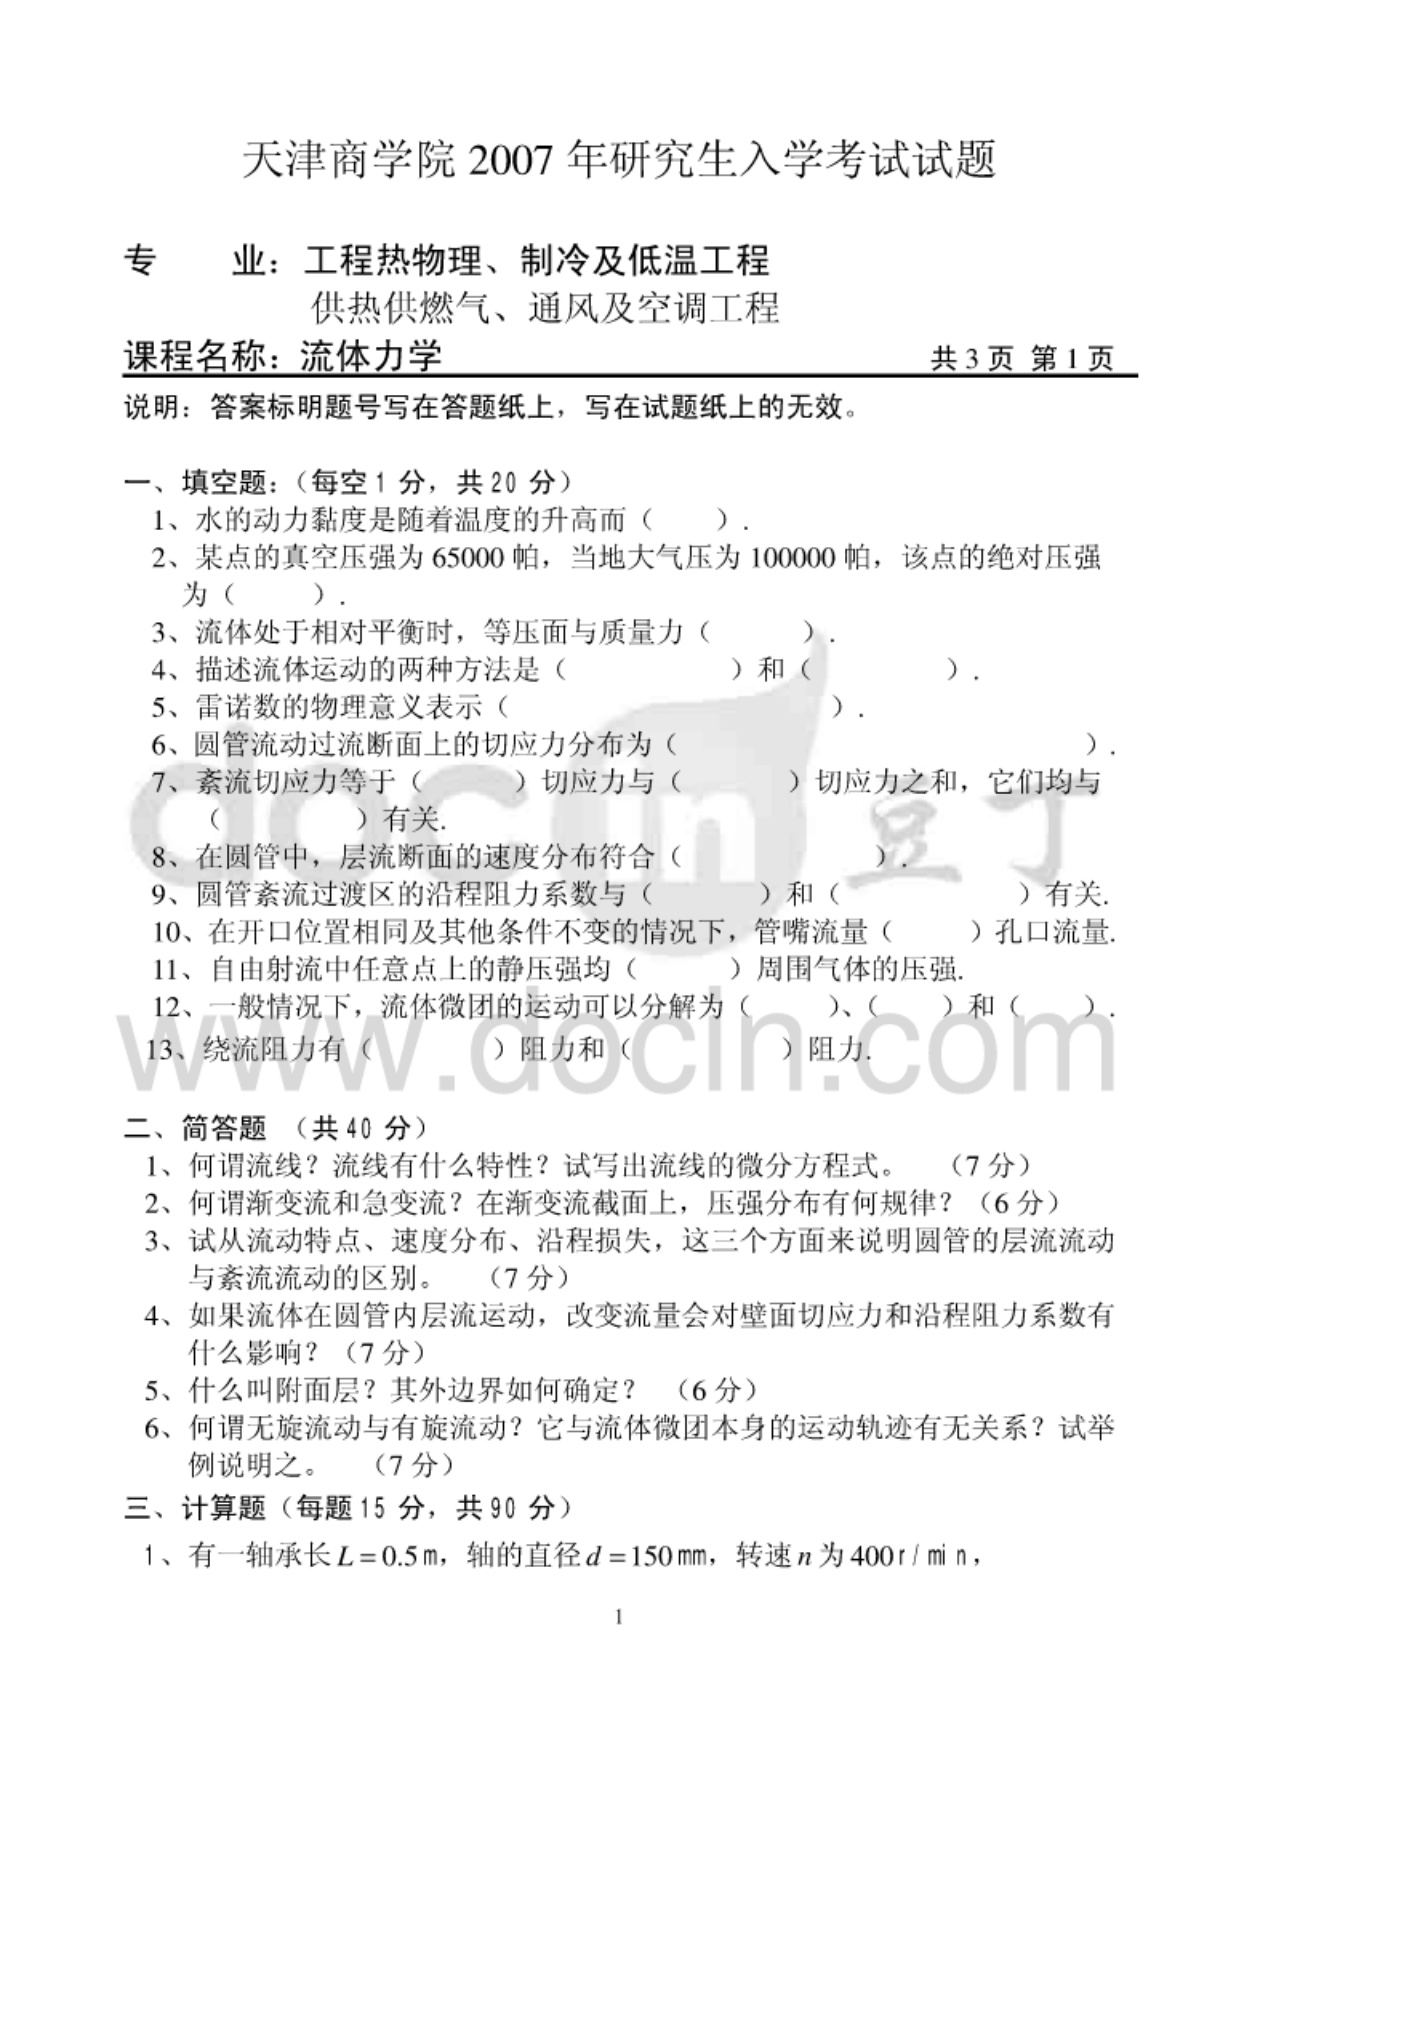 天津商学院 2007 年研究生入学考试试题
专 业：工程热物理、制冷及低温工程
供热供燃气、通风及空调工程
课程名称：流体力学 共 3 页 第 1 页
说明：答案标明题号写在答题纸上，写在试题纸上的无效。
一、填空题：（每空 1 分，共 20 分）
1、水的动力黏度是随着温度的升高而（ ）.
2、某点的真空压强为 65000 帕，当地大气压为 100000 帕，该点的绝对压强
为（ ）.
3、流体处于相对平衡时，等压面与质量力（ ）.
4、描述流体运动的两种方法是（ ）和（ ）.
5、雷诺数的物理意义表示（ ）.
6、圆管流动过流断面上的切应力分布为（ ）.
7、紊流切应力等于（ ）切应力与（ ）切应力之和，它们均与
（ ）有关.
8、在圆管中，层流断面的速度分布符合（ ）.
9、圆管紊流过渡区的沿程阻力系数与（ ）和（ ）有关.
10、在开口位置相同及其他条件不变的情况下，管嘴流量（ ）孔口流量.
11、自由射流中任意点上的静压强均（ ）周围气体的压强.
12、一般情况下，流体微团的运动可以分解为（ ）、（ ）和（ ）.
13、绕流阻力有（ ）阻力和（ ）阻力.
二、简答题 （共 40 分）
1、何谓流线？流线有什么特性？试写出流线的微分方程式。 （7 分）
2、何谓渐变流和急变流？在渐变流截面上，压强分布有何规律？（6 分）
3、试从流动特点、速度分布、沿程损失，这三个方面来说明圆管的层流流动
与紊流流动的区别。 （7 分）
4、如果流体在圆管内层流运动，改变流量会对壁面切应力和沿程阻力系数有
什么影响？（7 分）
5、什么叫附面层？其外边界如何确定？ （6 分）
6、何谓无旋流动与有旋流动？它与流体微团本身的运动轨迹有无关系？试举
例说明之。 （7 分）
三、计算题（每题 15 分，共 90 分）
1、有一轴承长 L = 0.5m，轴的直径 d = 150mm，转速 n 为 400r/min，
1
docin 豆丁
www.docin.com